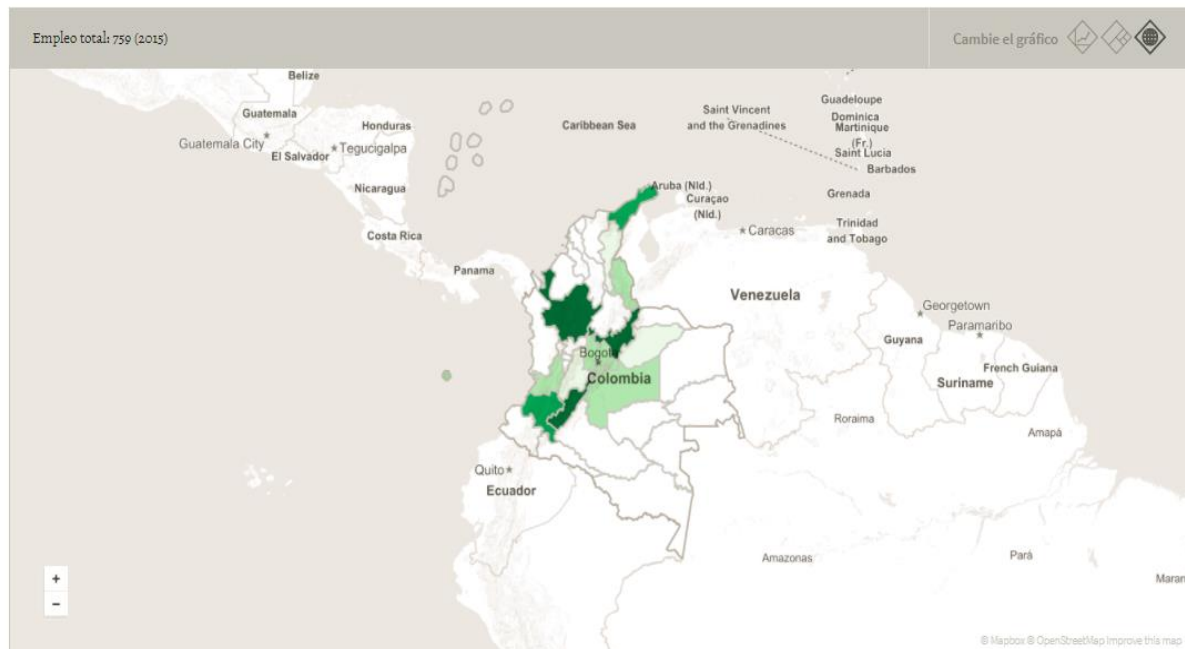 Empleo total: 759 (2015)
Cambie el gráfico
Belize
Guatemala
Guatemala City
Honduras
El Salvador
Tegucigalpa
Nicaragua
Costa Rica
Panama
Caribbean Sea
Saint Vincent
and the Grenadines
Guadeloupe
Dominica
Martinique
(Fr.)
Saint Lucia
Barbados
Grenada
Aruba (Nld.)
Curaçao
(Nld.)
Trinidad
and Tobago
Caracas
Venezuela
Georgetown
Paramaribo
Guyana
French Guiana
Suriname
Bogot
Colombia
Roraima
Amapá
Quito
Ecuador
Amazonas
Pará
Maran
+
−
© Mapbox © OpenStreetMap Improve this map